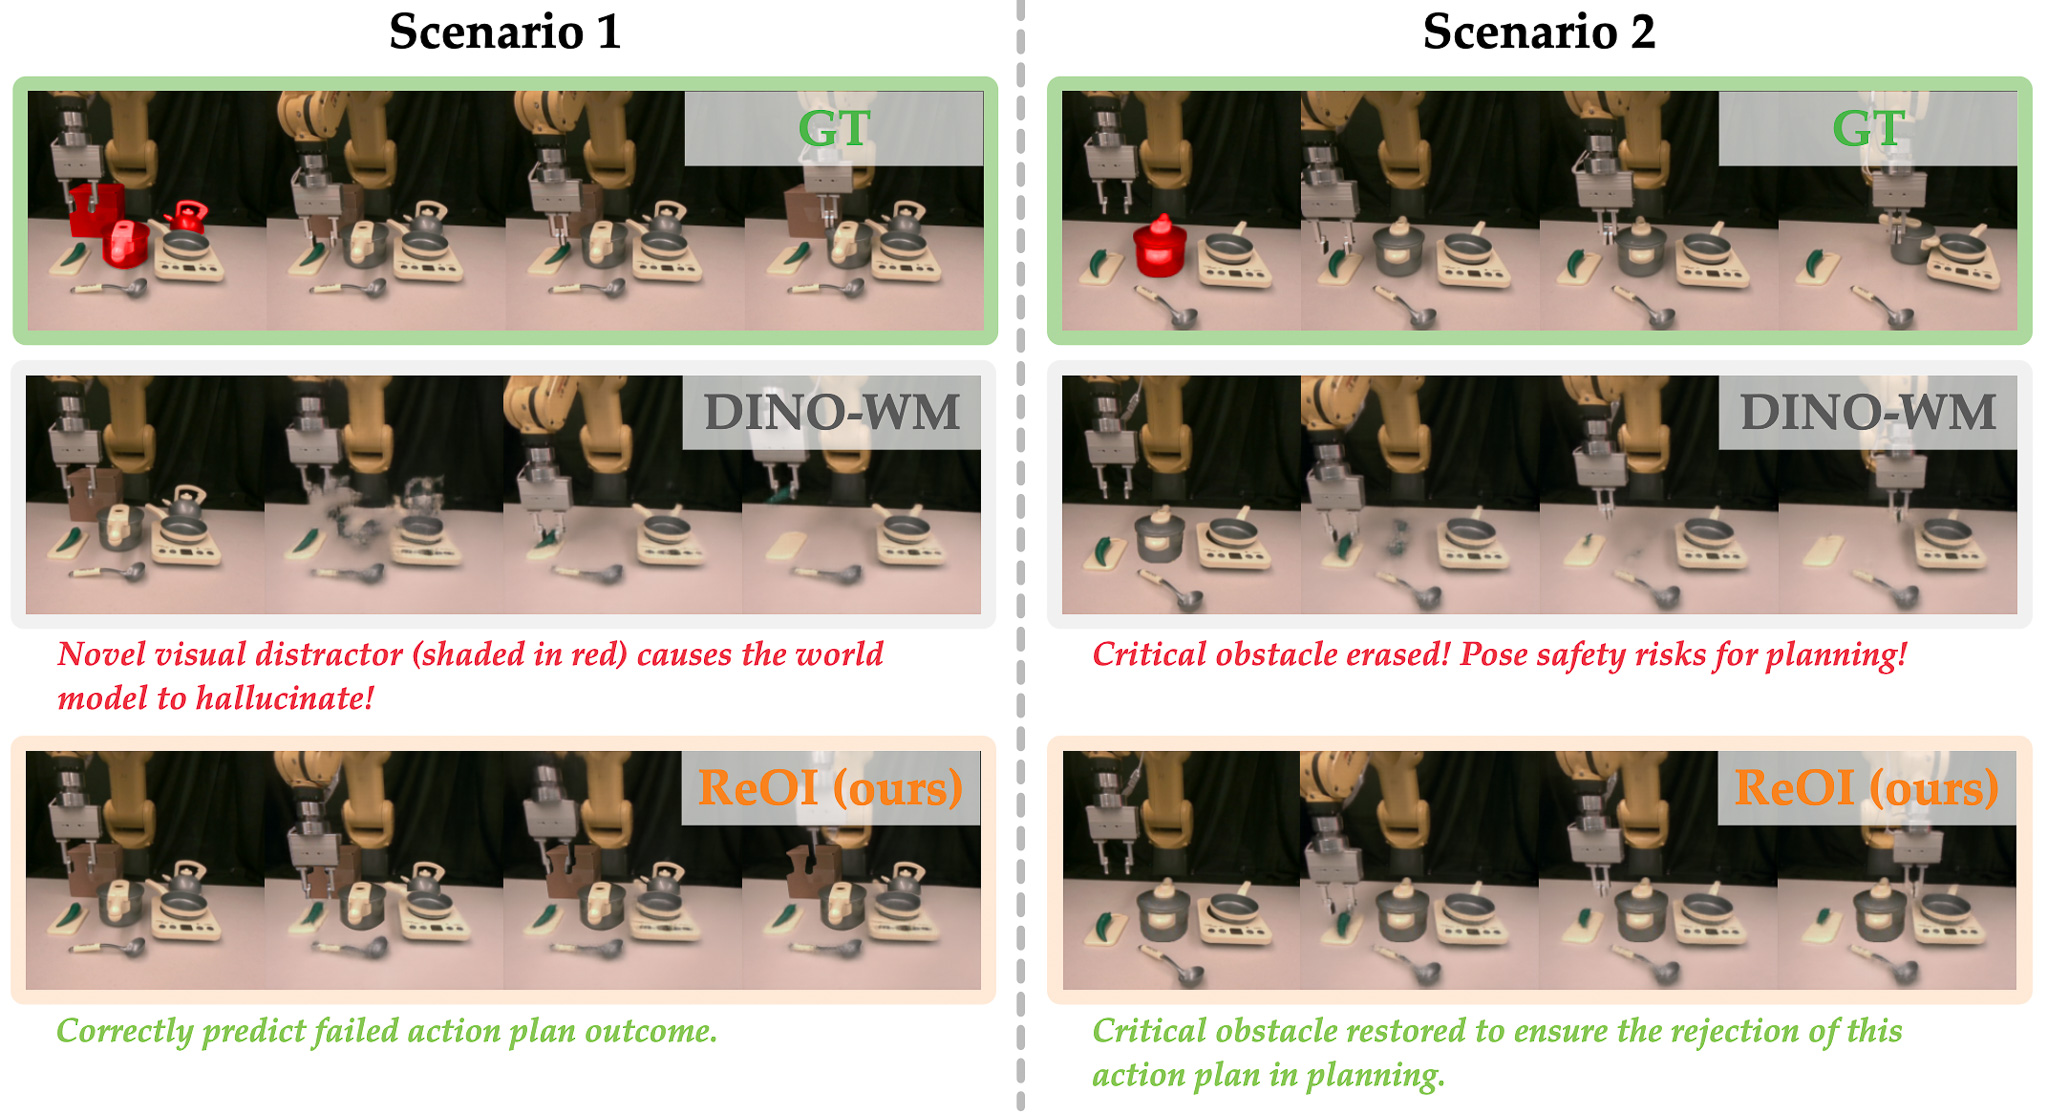 Scenario 1
GT
DINO-WM
Novel visual distractor (shaded in red) causes the world
model to hallucinate!
ReOI (ours)
Correctly predict failed action plan outcome.
Scenario 2
GT
DINO-WM
Critical obstacle erased! Pose safety risks for planning!
ReOI (ours)
Critical obstacle restored to ensure the rejection of this
action plan in planning.